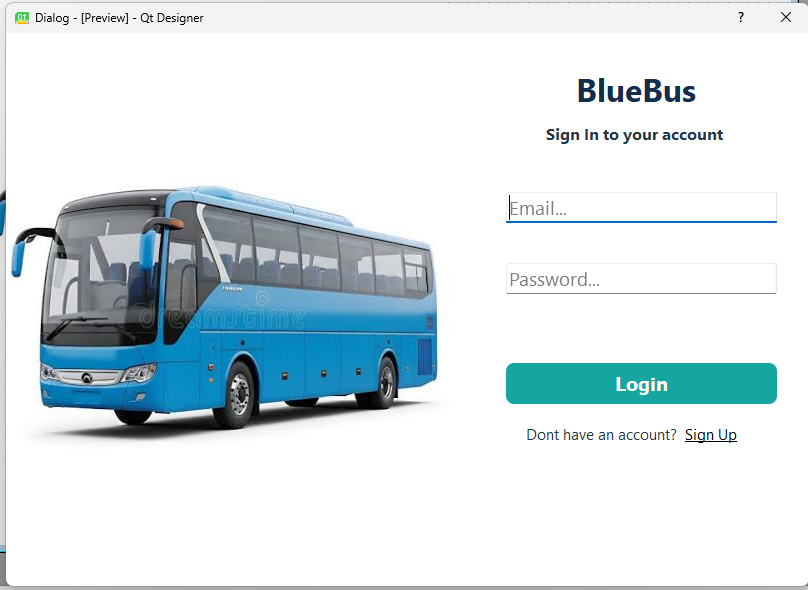 Dialog - [Preview] - Qt Designer
?
BlueBus
Sign In to your account
Email...
Password...
dreamstime.
Login
Dont have an account? Sign Up